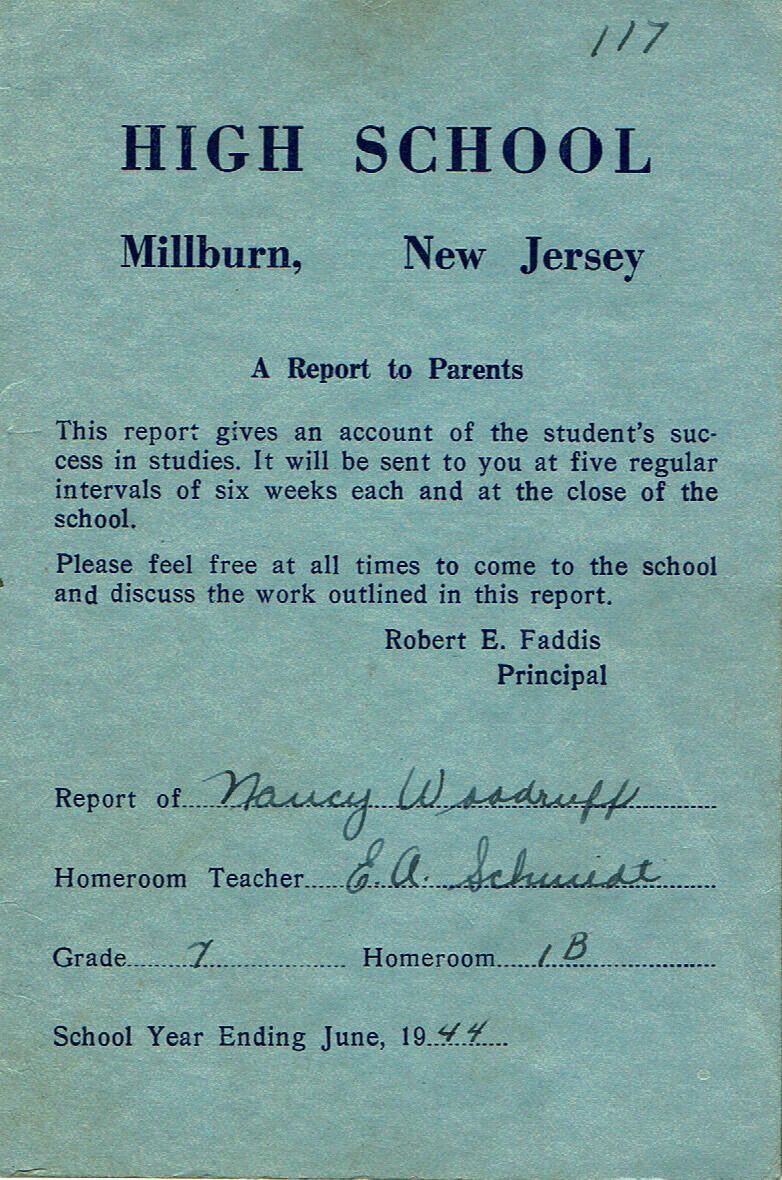 117
HIGH SCHOOL
Millburn, New Jersey
A Report to Parents
This report gives an account of the student's suc-
cess in studies. It will be sent to you at five regular
intervals of six weeks each and at the close of the
school.
Please feel free at all times to come to the school
and discuss the work outlined in this report.
Robert E. Faddis
Principal
Report of Nancy Woodruff
Homeroom Teacher E. A. Schmidt
Grade 7 Homeroom 1B
School Year Ending June, 1944